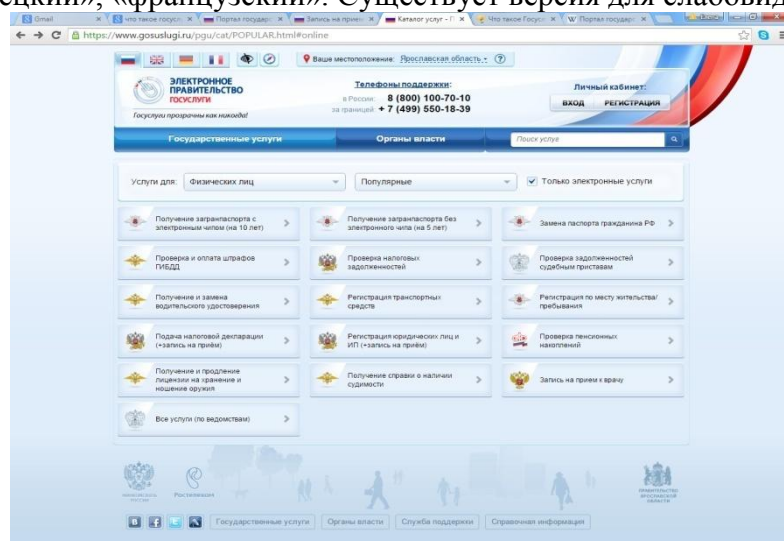 ецкий», «французский». Существует версия для слабовид
Gmail
что такое госусл
Портал государс
Запись на прием
Каталог услуг - П
Что такое Госус
Портал государс
https://www.gosuslugi.ru/pgu/cat/POPULAR.html#online
Ваше местоположение: Ярославская область
ЭЛЕКТРОННОЕ
ПРАВИТЕЛЬСТВО
ГОСУСЛУГИ
Госуслуги прозрачны как никогда!
Телефоны поддержки:
в России: 8 (800) 100-70-10
за границей: + 7 (499) 550-18-39
Личный кабинет:
ВХОД РЕГИСТРАЦИЯ
Государственные услуги
Органы власти
Поиск услуг
Услуги для: Физических лиц
Популярные
Только электронные услуги
Получение загранпаспорта с
электронным чипом (на 10 лет)
Получение загранпаспорта без
электронного чипа (на 5 лет)
Замена паспорта гражданина РФ
Проверка и оплата штрафов
ГИБДД
Проверка налоговых
задолженностей
Проверка задолженностей
судебным приставам
Получение и замена
водительского удостоверения
Регистрация транспортных
средств
Регистрация по месту жительства/
пребывания
Подача налоговой декларации
(+запись на приём)
Регистрация юридических лиц и
ИП (+запись на приём)
Проверка пенсионных
накоплений
Получение и продление
лицензии на хранение и
ношение оружия
Получение справки о наличии
судимости
Запись на прием к врачу
Все услуги (по ведомствам)
Ростелеком
ПРАВИТЕЛЬСТВО
ЯРОСЛАВСКОЙ
ОБЛАСТИ
Государственные услуги
Органы власти
Служба поддержки
Справочная информация